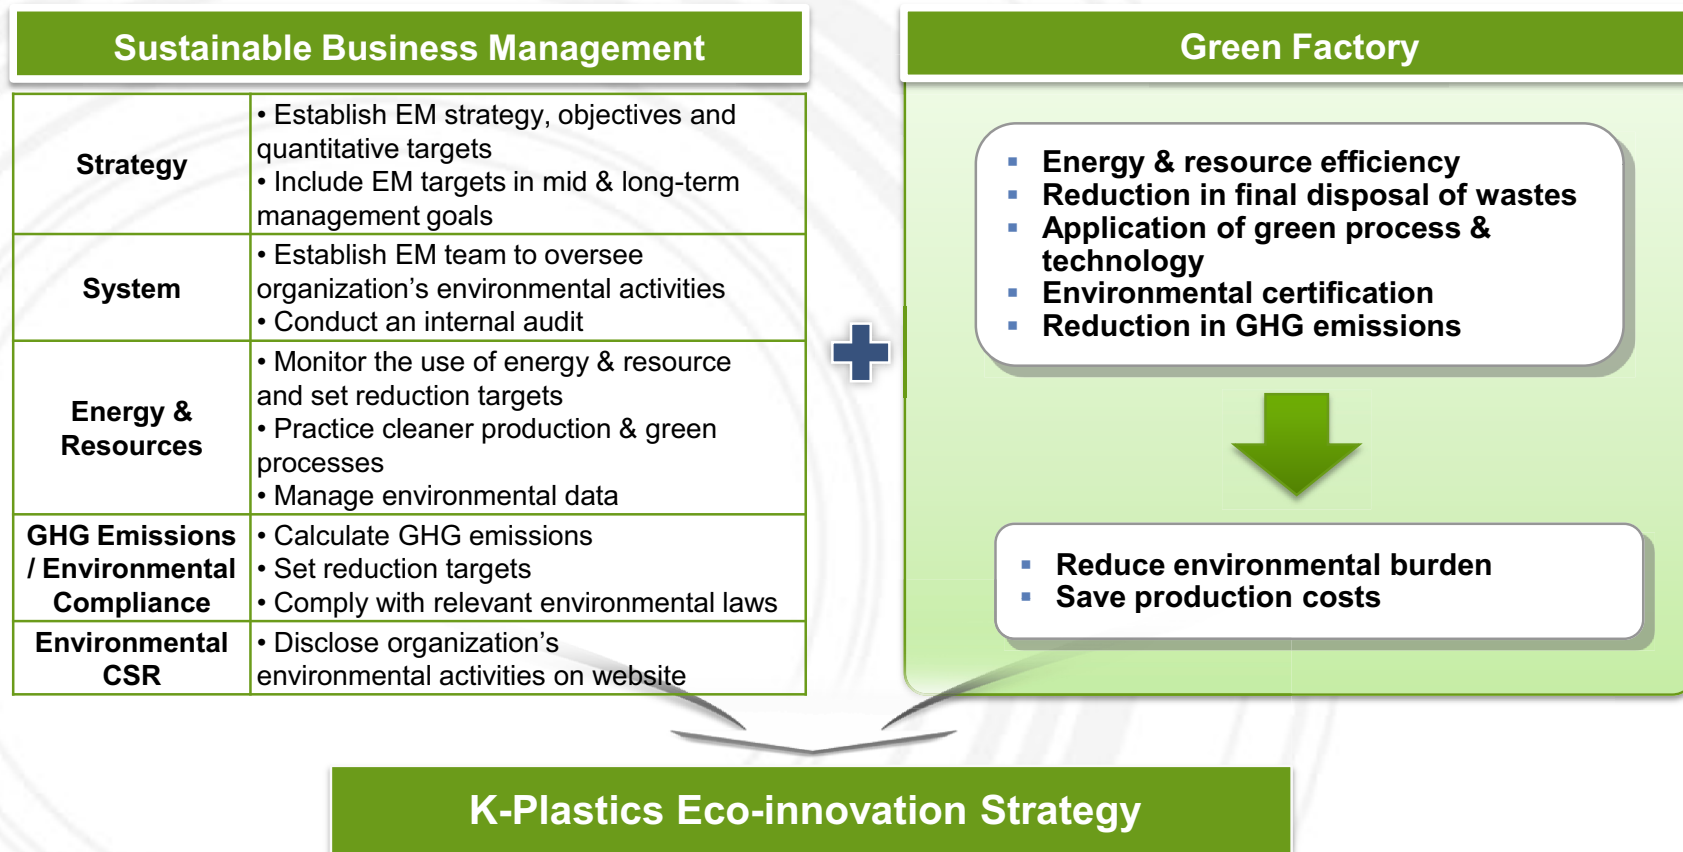 Sustainable Business Management
Strategy
• Establish EM strategy, objectives and
quantitative targets
• Include EM targets in mid & long-term
management goals
System
• Establish EM team to oversee
organization’s environmental activities
• Conduct an internal audit
Energy &
Resources
• Monitor the use of energy & resource
and set reduction targets
• Practice cleaner production & green
processes
• Manage environmental data
GHG Emissions
/ Environmental
Compliance
• Calculate GHG emissions
• Set reduction targets
• Comply with relevant environmental laws
Environmental
CSR
• Disclose organization’s
environmental activities on website
Green Factory
▪ Energy & resource efficiency
▪ Reduction in final disposal of wastes
▪ Application of green process &
technology
▪ Environmental certification
▪ Reduction in GHG emissions
▪ Reduce environmental burden
▪ Save production costs
K-Plastics Eco-innovation Strategy